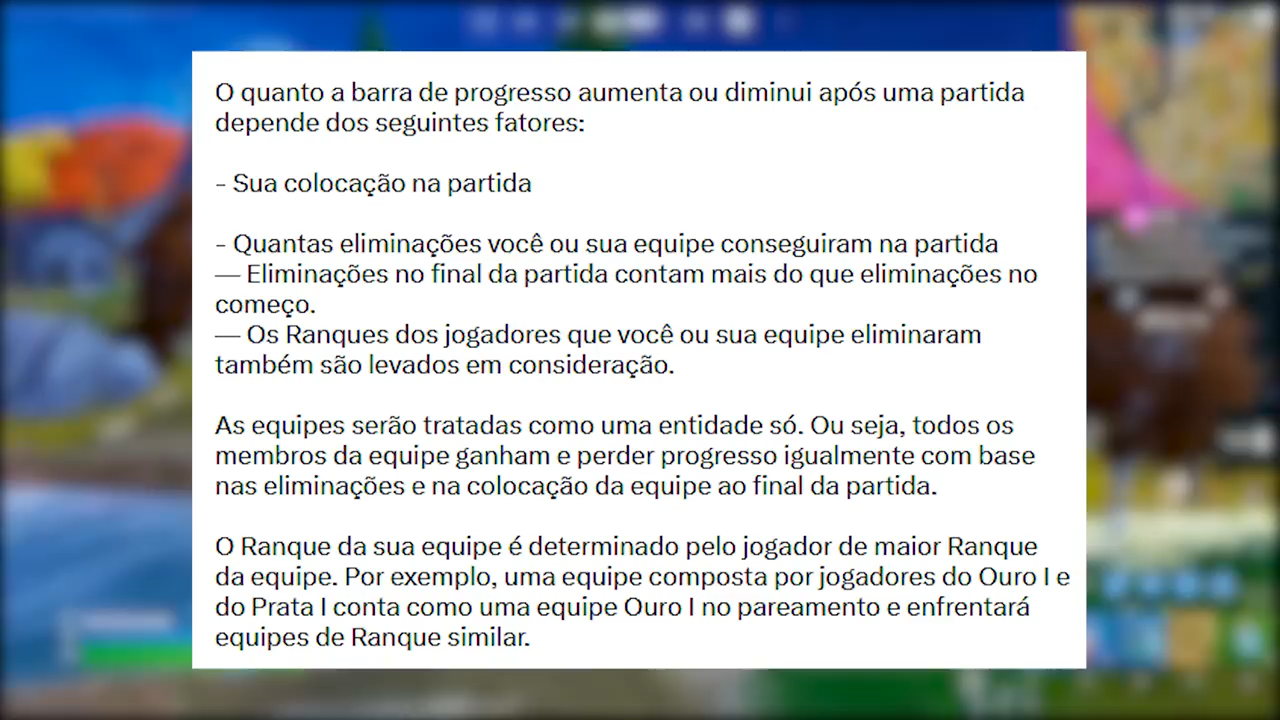 O quanto a barra de progresso aumenta ou diminui após uma partida
depende dos seguintes fatores:
- Sua colocação na partida
- Quantas eliminações você ou sua equipe conseguiram na partida
— Eliminações no final da partida contam mais do que eliminações no
começo.
— Os Ranques dos jogadores que você ou sua equipe eliminaram
também são levados em consideração.
As equipes serão tratadas como uma entidade só. Ou seja, todos os
membros da equipe ganham e perder progresso igualmente com base
nas eliminações e na colocação da equipe ao final da partida.
O Ranque da sua equipe é determinado pelo jogador de maior Ranque
da equipe. Por exemplo, uma equipe composta por jogadores do Ouro I e
do Prata I conta como uma equipe Ouro I no pareamento e enfrentará
equipes de Ranque similar.